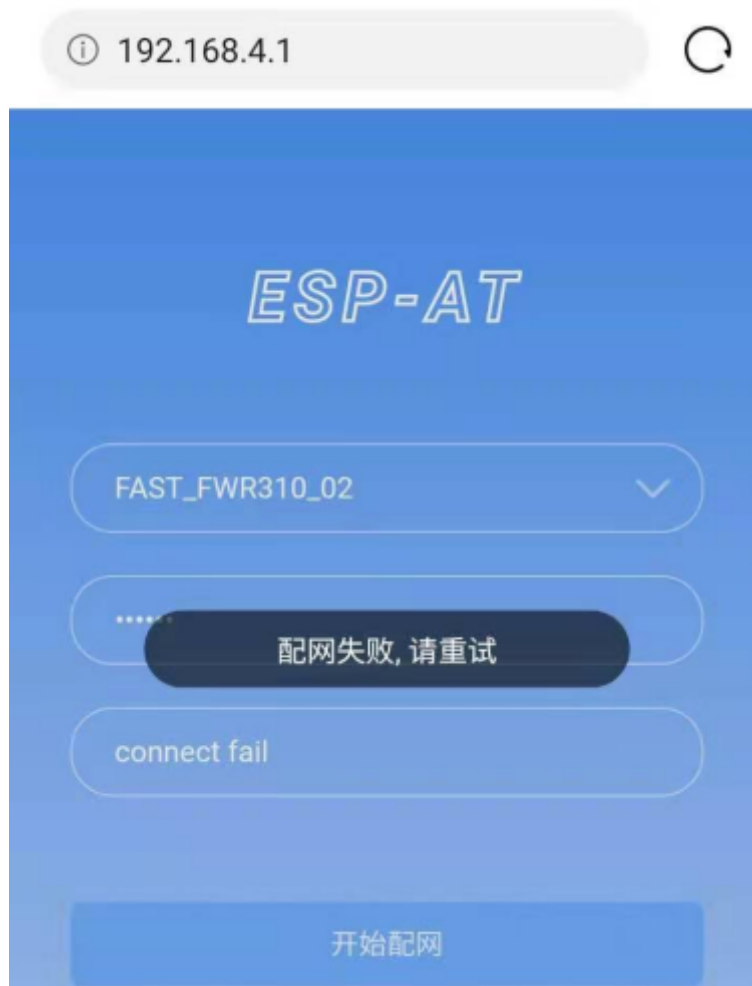 192.168.4.1
ESP-AT
FAST_FWR310_02
••••••
配网失败, 请重试
connect fail
开始配网